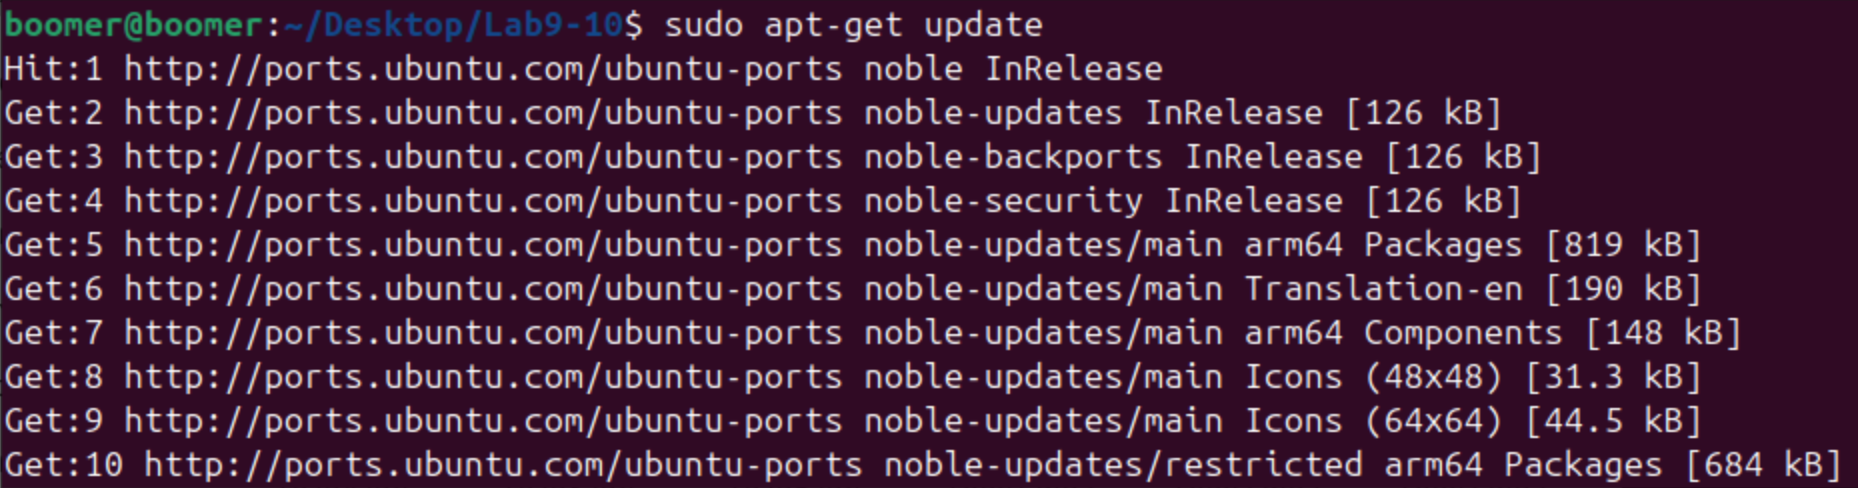 boomer@boomer:~/Desktop/Lab9-10$ sudo apt-get update
Hit:1 http://ports.ubuntu.com/ubuntu-ports noble InRelease
Get:2 http://ports.ubuntu.com/ubuntu-ports noble-updates InRelease [126 kB]
Get:3 http://ports.ubuntu.com/ubuntu-ports noble-backports InRelease [126 kB]
Get:4 http://ports.ubuntu.com/ubuntu-ports noble-security InRelease [126 kB]
Get:5 http://ports.ubuntu.com/ubuntu-ports noble-updates/main arm64 Packages [819 kB]
Get:6 http://ports.ubuntu.com/ubuntu-ports noble-updates/main Translation-en [190 kB]
Get:7 http://ports.ubuntu.com/ubuntu-ports noble-updates/main arm64 Components [148 kB]
Get:8 http://ports.ubuntu.com/ubuntu-ports noble-updates/main Icons (48x48) [31.3 kB]
Get:9 http://ports.ubuntu.com/ubuntu-ports noble-updates/main Icons (64x64) [44.5 kB]
Get:10 http://ports.ubuntu.com/ubuntu-ports noble-updates/restricted arm64 Packages [684 kB]